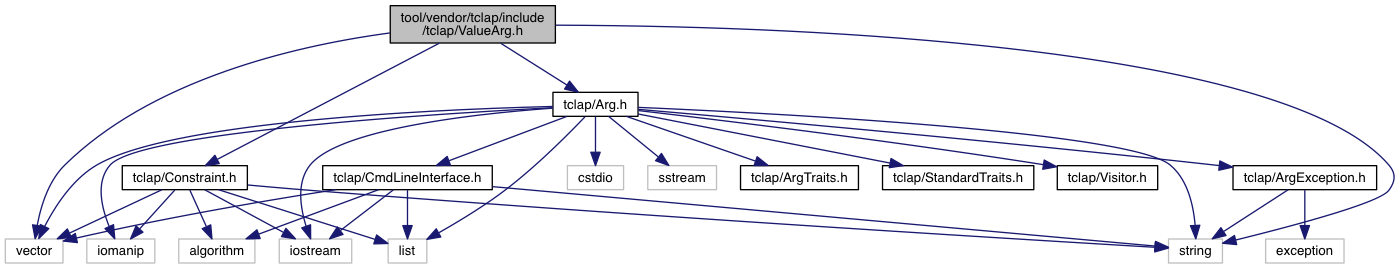 tool/vendor/tclap/include
/tclap/ValueArg.h
tclap/Arg.h
tclap/Constraint.h
tclap/CmdLineInterface.h
cstdio
sstream
tclap/ArgTraits.h
tclap/StandardTraits.h
tclap/Visitor.h
tclap/ArgException.h
vector
iomanip
algorithm
iostream
list
string
exception